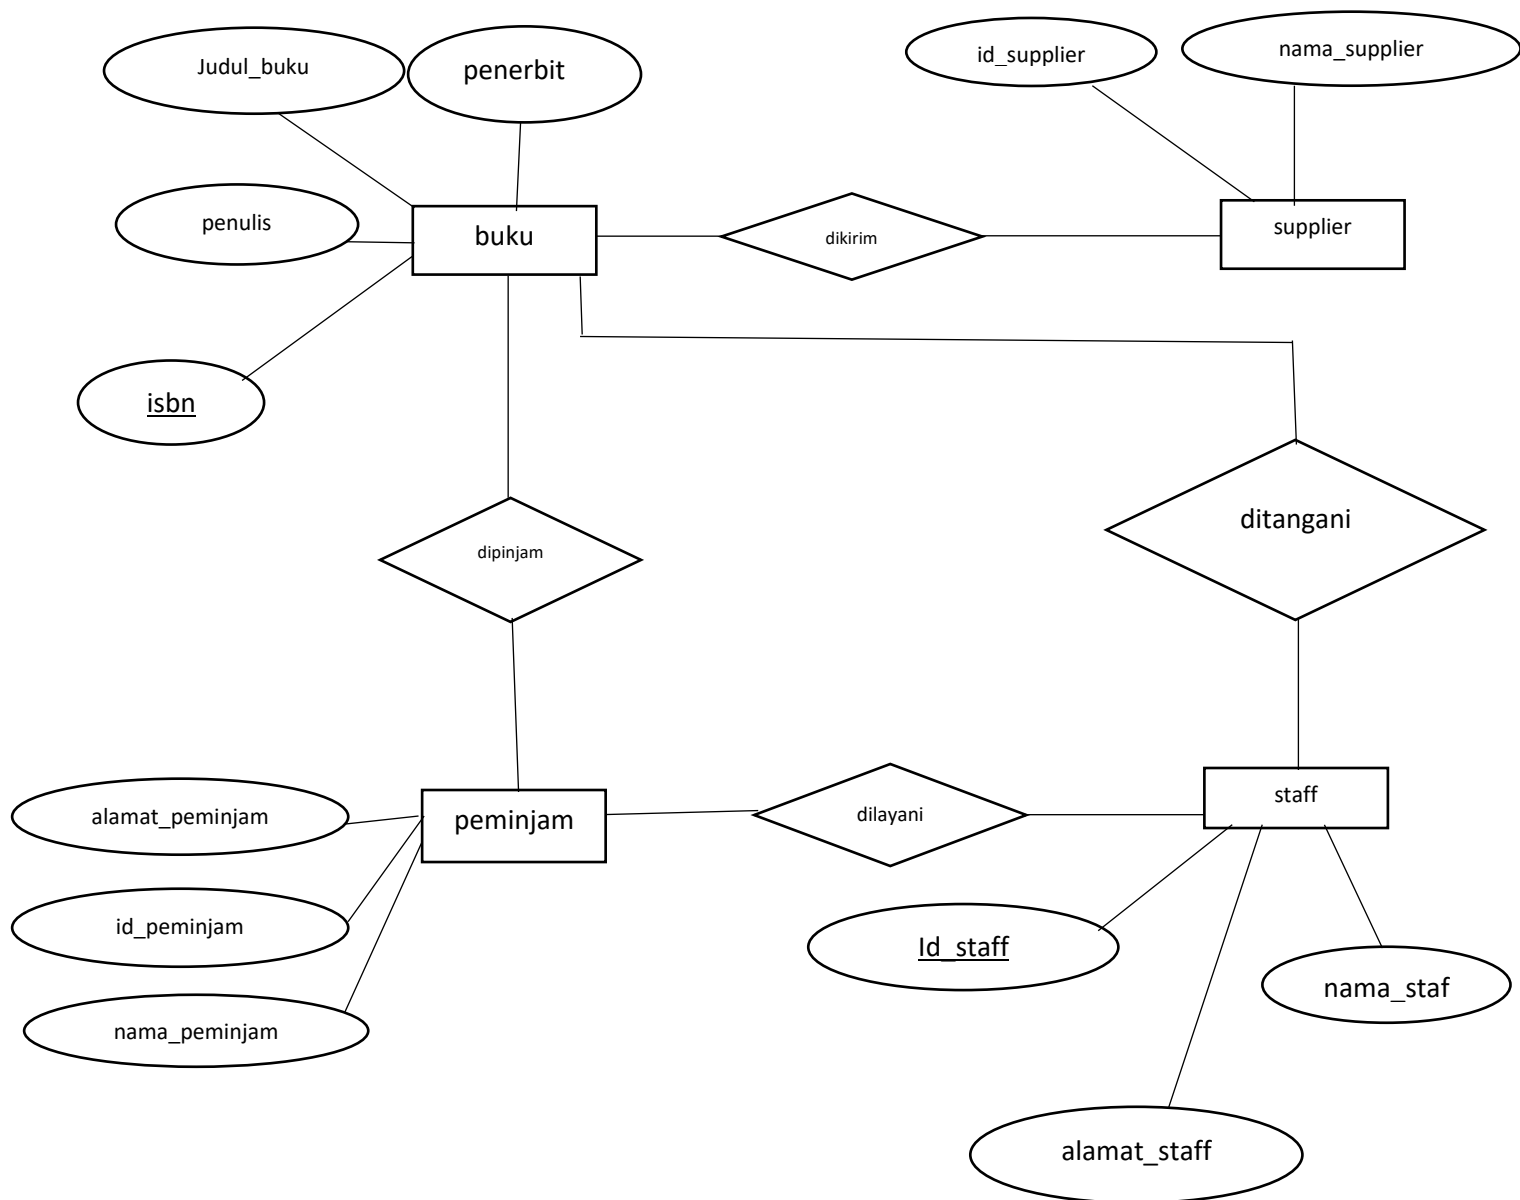 Judul_buku
penerbit
id_supplier
nama_supplier
penulis
buku
dikirim
supplier
isbn
dipinjam
ditangani
alamat_peminjam
peminjam
dilayani
staff
id_peminjam
Id_staff
nama_staf
nama_peminjam
alamat_staff